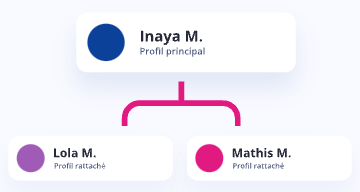 Inaya M.
Profil principal
Lola M.
Profil rattaché
Mathis M.
Profil rattaché